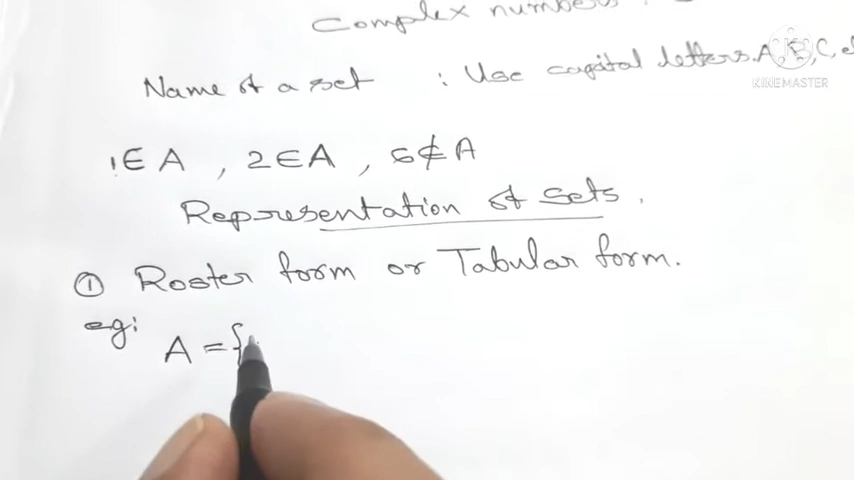 Complex numbers :
Name of a set : Use capital letters. A, B, C, et
KINEMASTER
1∈A , 2∈A , 6∉A
Representation of sets .
① Roster form or Tabular form.
eg: A = {